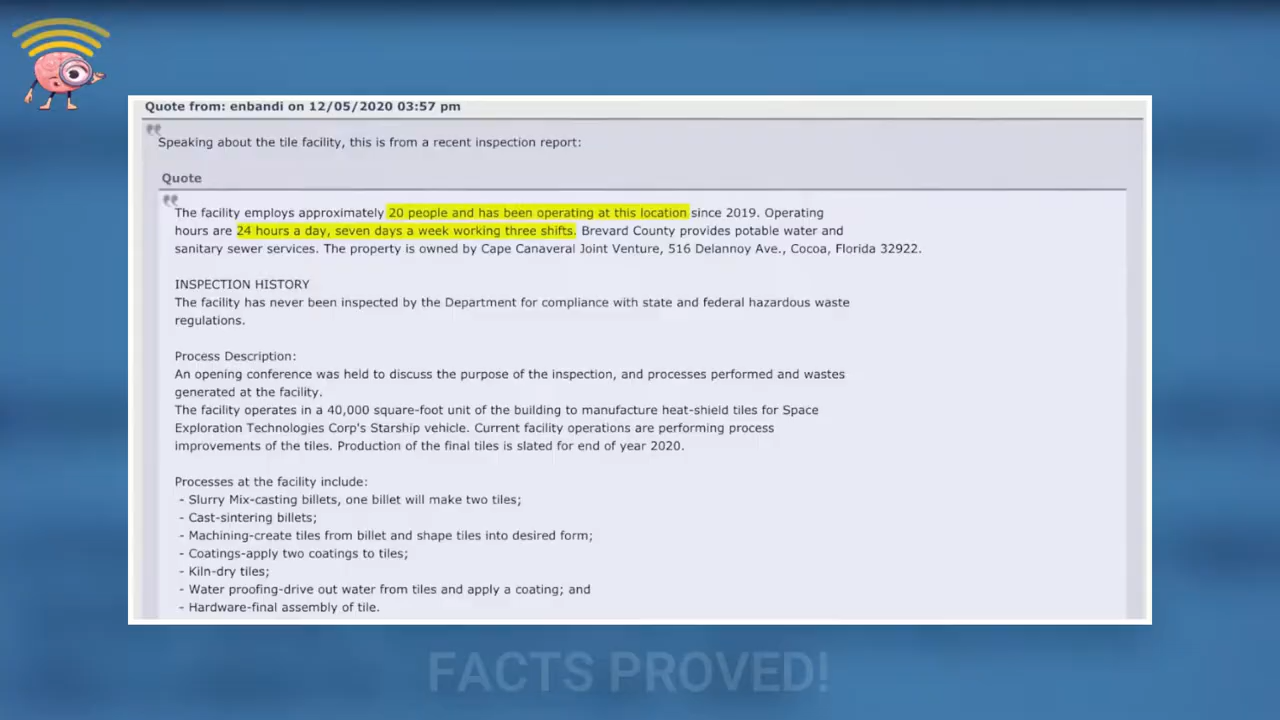 Quote from: enbandi on 12/05/2020 03:57 pm
Speaking about the tile facility, this is from a recent inspection report:
Quote
The facility employs approximately 20 people and has been operating at this location since 2019. Operating
hours are 24 hours a day, seven days a week working three shifts. Brevard County provides potable water and
sanitary sewer services. The property is owned by Cape Canaveral Joint Venture, 516 Delannoy Ave., Cocoa, Florida 32922.
INSPECTION HISTORY
The facility has never been inspected by the Department for compliance with state and federal hazardous waste
regulations.
Process Description:
An opening conference was held to discuss the purpose of the inspection, and processes performed and wastes
generated at the facility.
The facility operates in a 40,000 square-foot unit of the building to manufacture heat-shield tiles for Space
Exploration Technologies Corp's Starship vehicle. Current facility operations are performing process
improvements of the tiles. Production of the final tiles is slated for end of year 2020.
Processes at the facility include:
- Slurry Mix-casting billets, one billet will make two tiles;
- Cast-sintering billets;
- Machining-create tiles from billet and shape tiles into desired form;
- Coatings-apply two coatings to tiles;
- Kiln-dry tiles;
- Water proofing-drive out water from tiles and apply a coating; and
- Hardware-final assembly of tile.
FACTS PROVED!